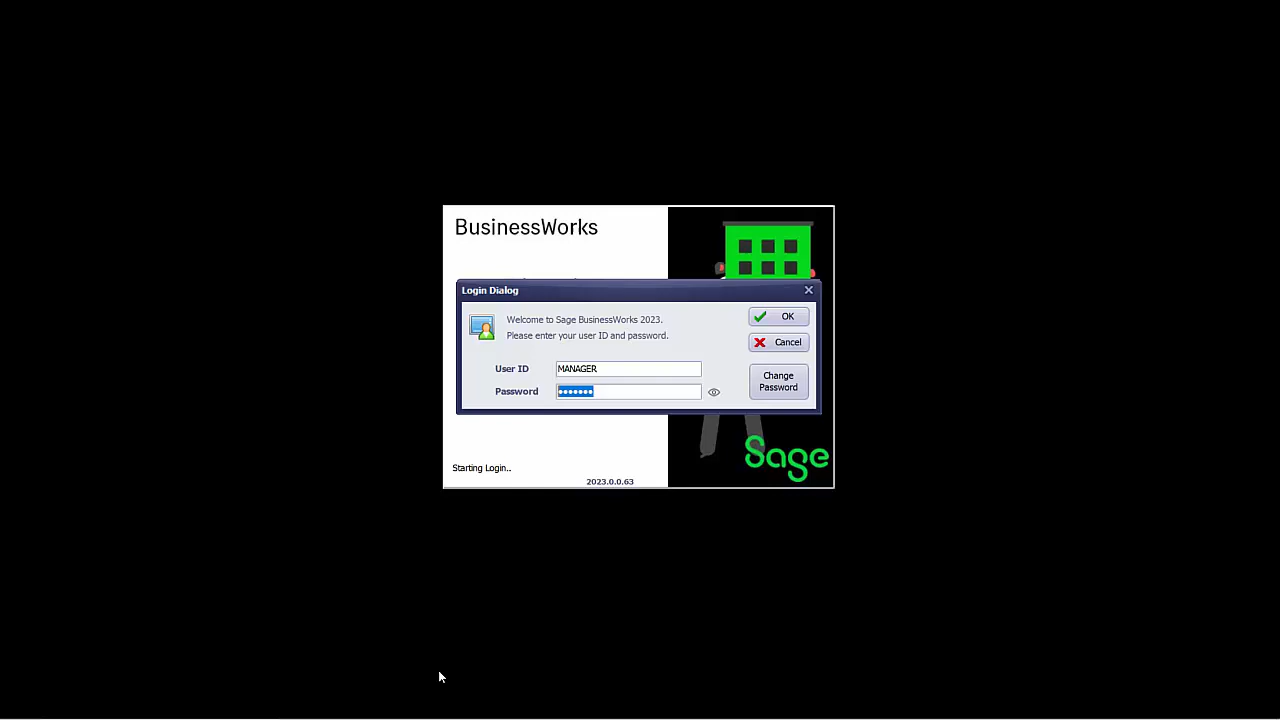 BusinessWorks
Login Dialog
Welcome to Sage BusinessWorks 2023.
Please enter your user ID and password.
OK
Cancel
User ID MANAGER
Password •••••••
Change
Password
Sage
Starting Login..
2023.0.0.63